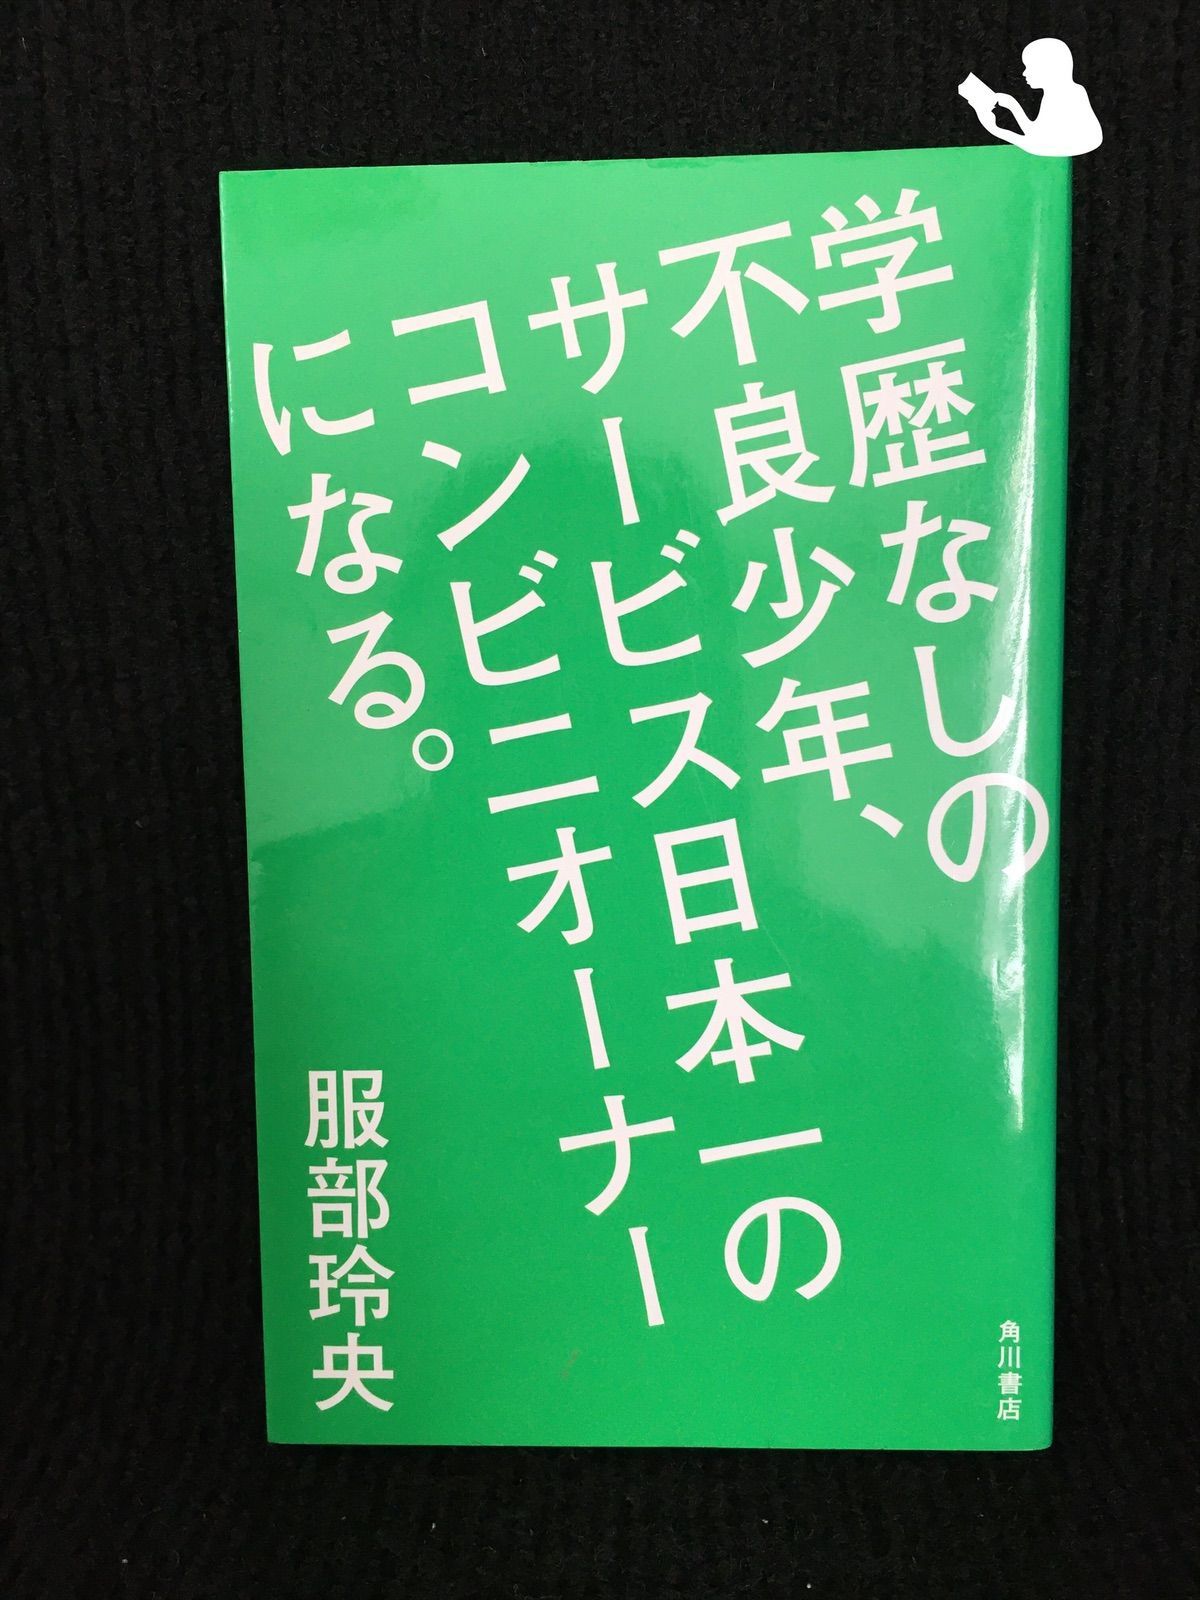 学歴なしの
不良少年、
サービス日本一の
コンビニオーナー
になる。
服部玲央
角川書店